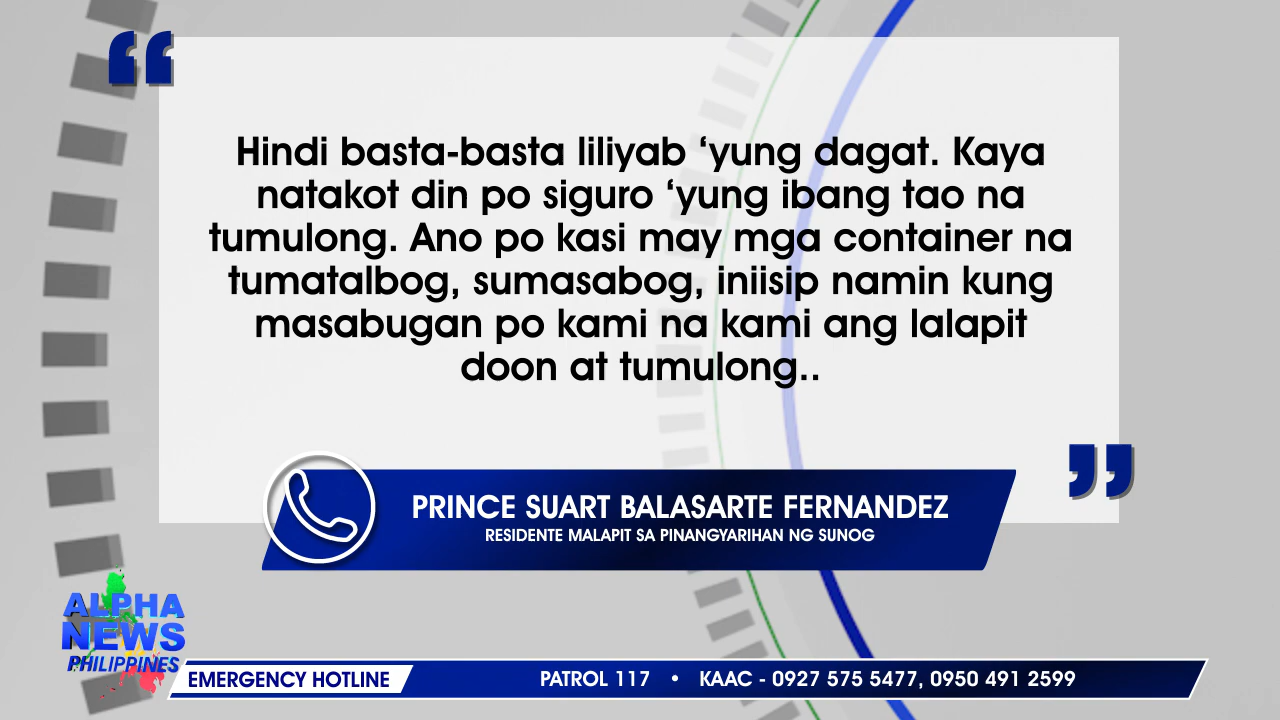 “
Hindi basta-basta liliyab ‘yung dagat. Kaya
natakot din po siguro ‘yung ibang tao na
tumulong. Ano po kasi may mga container na
tumatalbog, sumasabog, iniisip namin kung
masabugan po kami na kami ang lalapit
doon at tumulong..
”
PRINCE SUART BALASARTE FERNANDEZ
RESIDENTE MALAPIT SA PINANGYARIHAN NG SUNOG
ALPHA
NEWS
PHILIPPINES
EMERGENCY HOTLINE PATROL 117 • KAAC - 0927 575 5477, 0950 491 2599